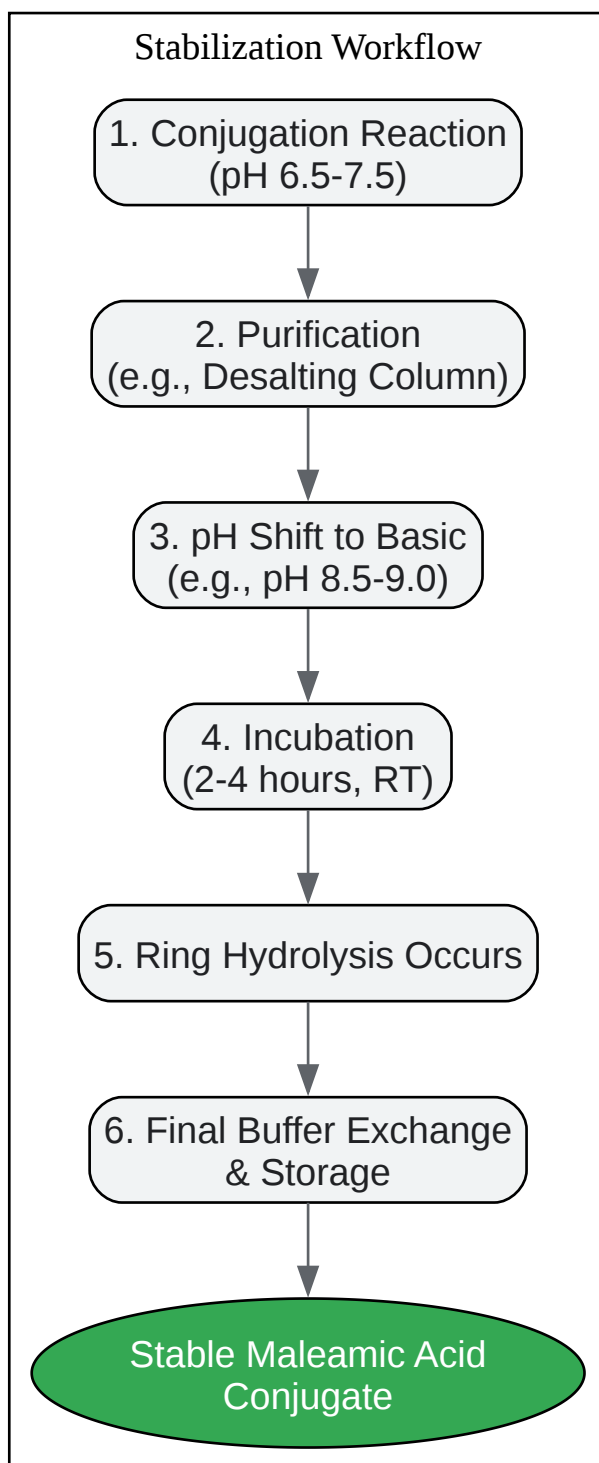 Stabilization Workflow
1. Conjugation Reaction
(pH 6.5-7.5)
2. Purification
(e.g., Desalting Column)
3. pH Shift to Basic
(e.g., pH 8.5-9.0)
4. Incubation
(2-4 hours, RT)
5. Ring Hydrolysis Occurs
6. Final Buffer Exchange
& Storage
Stable Maleamic Acid
Conjugate